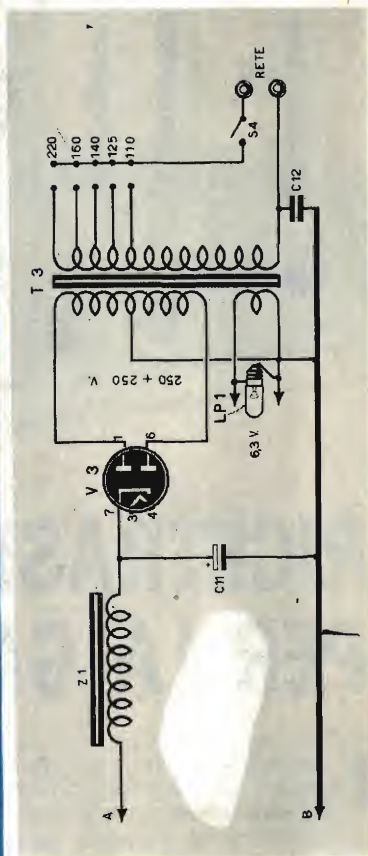 V 3
T 3
220
160
140
125
110
S4
RETE
Z1
A
7
3
4
1
6
250 + 250 V.
LP1
6,3 V.
+
C11
C12
B